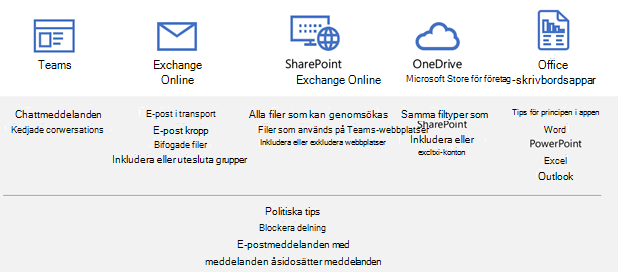 Teams
Exchange
Online
SharePoint
Exchange Online
OneDrive
Microsoft Store för företag
Office
-skrivbordsappar
Chattmeddelanden
Kedjade corwersations
E-post i transport
E-post kropp
Bifogade filer
Inkludera eller utesluta grupper
Alla filer som kan genomsökas
Filer som används på Teams-webbplatser
Inkludera eller exkludera webbplatser
Samma filtyper som
SharePoint
Inkludera eller
excltxi-konton
Tips för principen i appen
Word
PowerPoint
Excel
Outlook
Politiska tips
Blockera delning
E-postmeddelanden med
meddelanden åsidosätter meddelanden